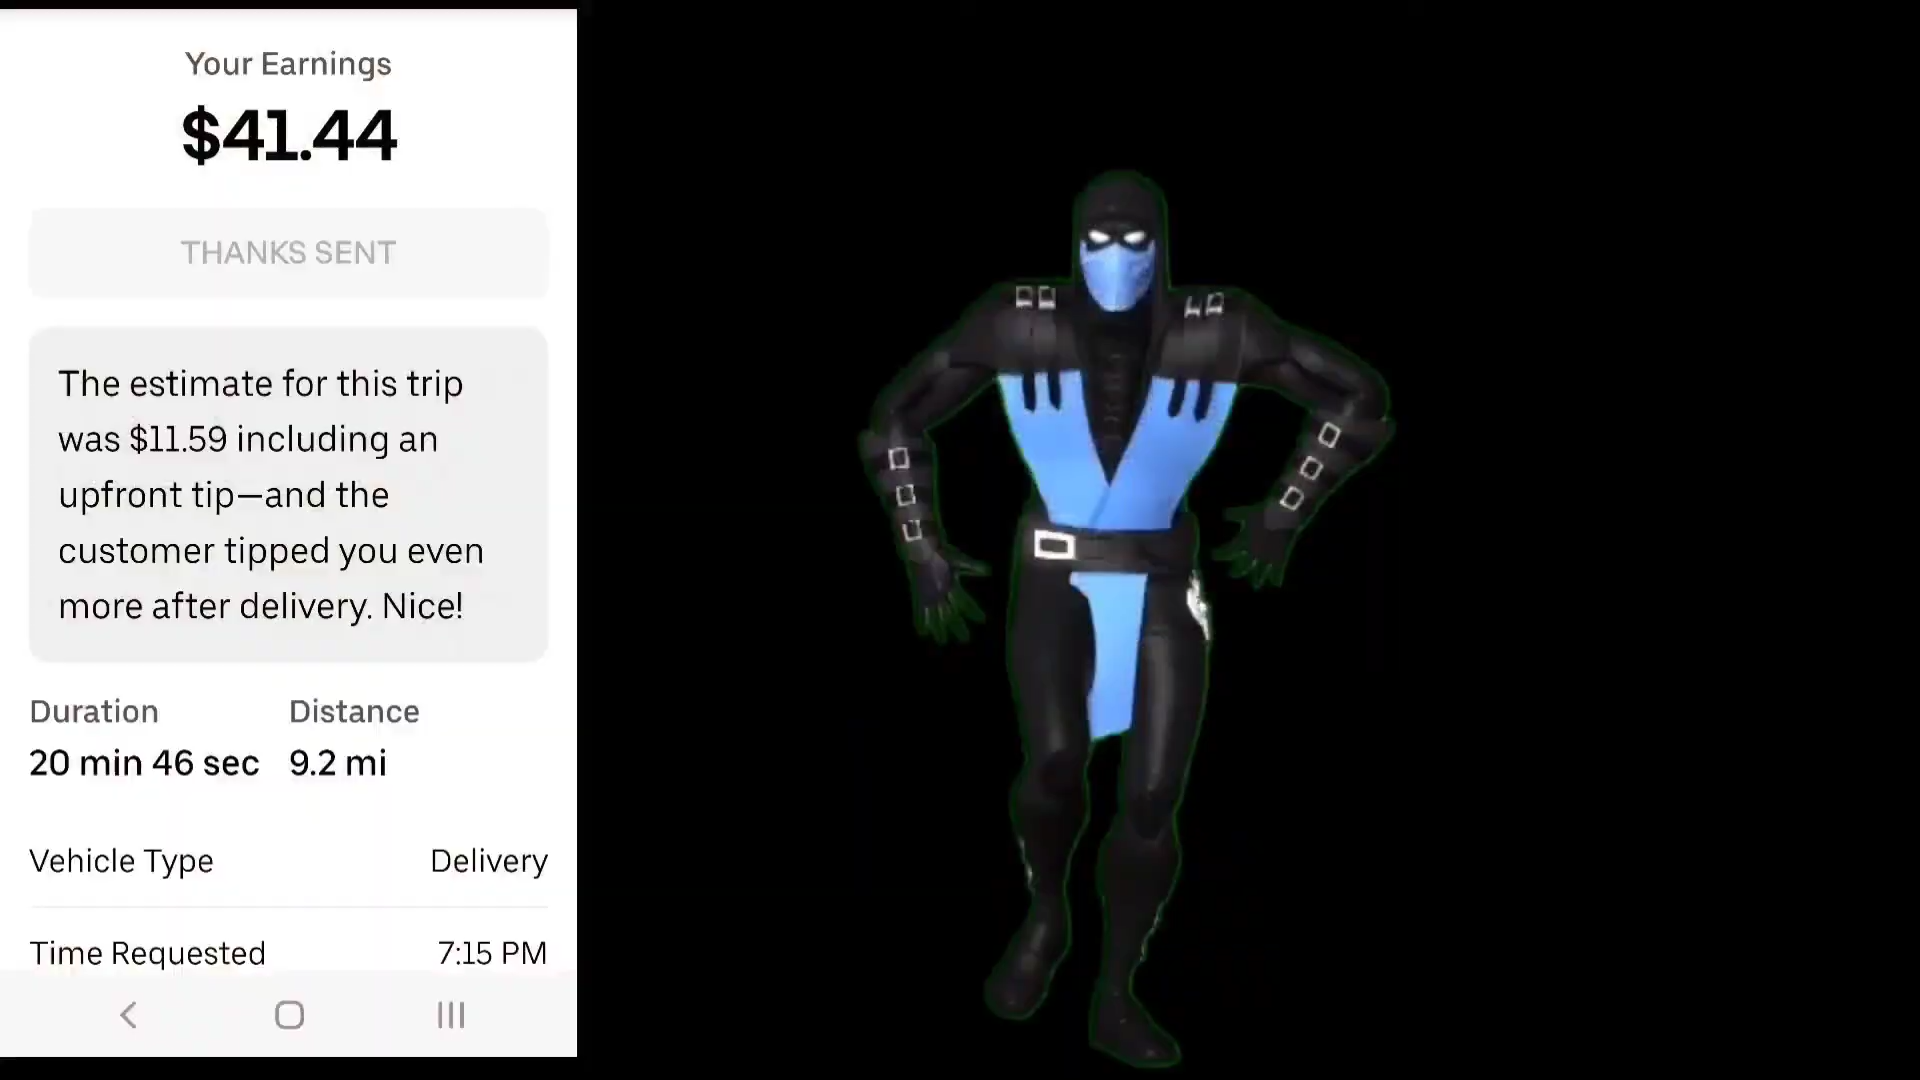 Your Earnings
$41.44
THANKS SENT
The estimate for this trip
was $11.59 including an
upfront tip—and the
customer tipped you even
more after delivery. Nice!
Duration Distance
20 min 46 sec 9.2 mi
Vehicle Type Delivery
Time Requested 7:15 PM